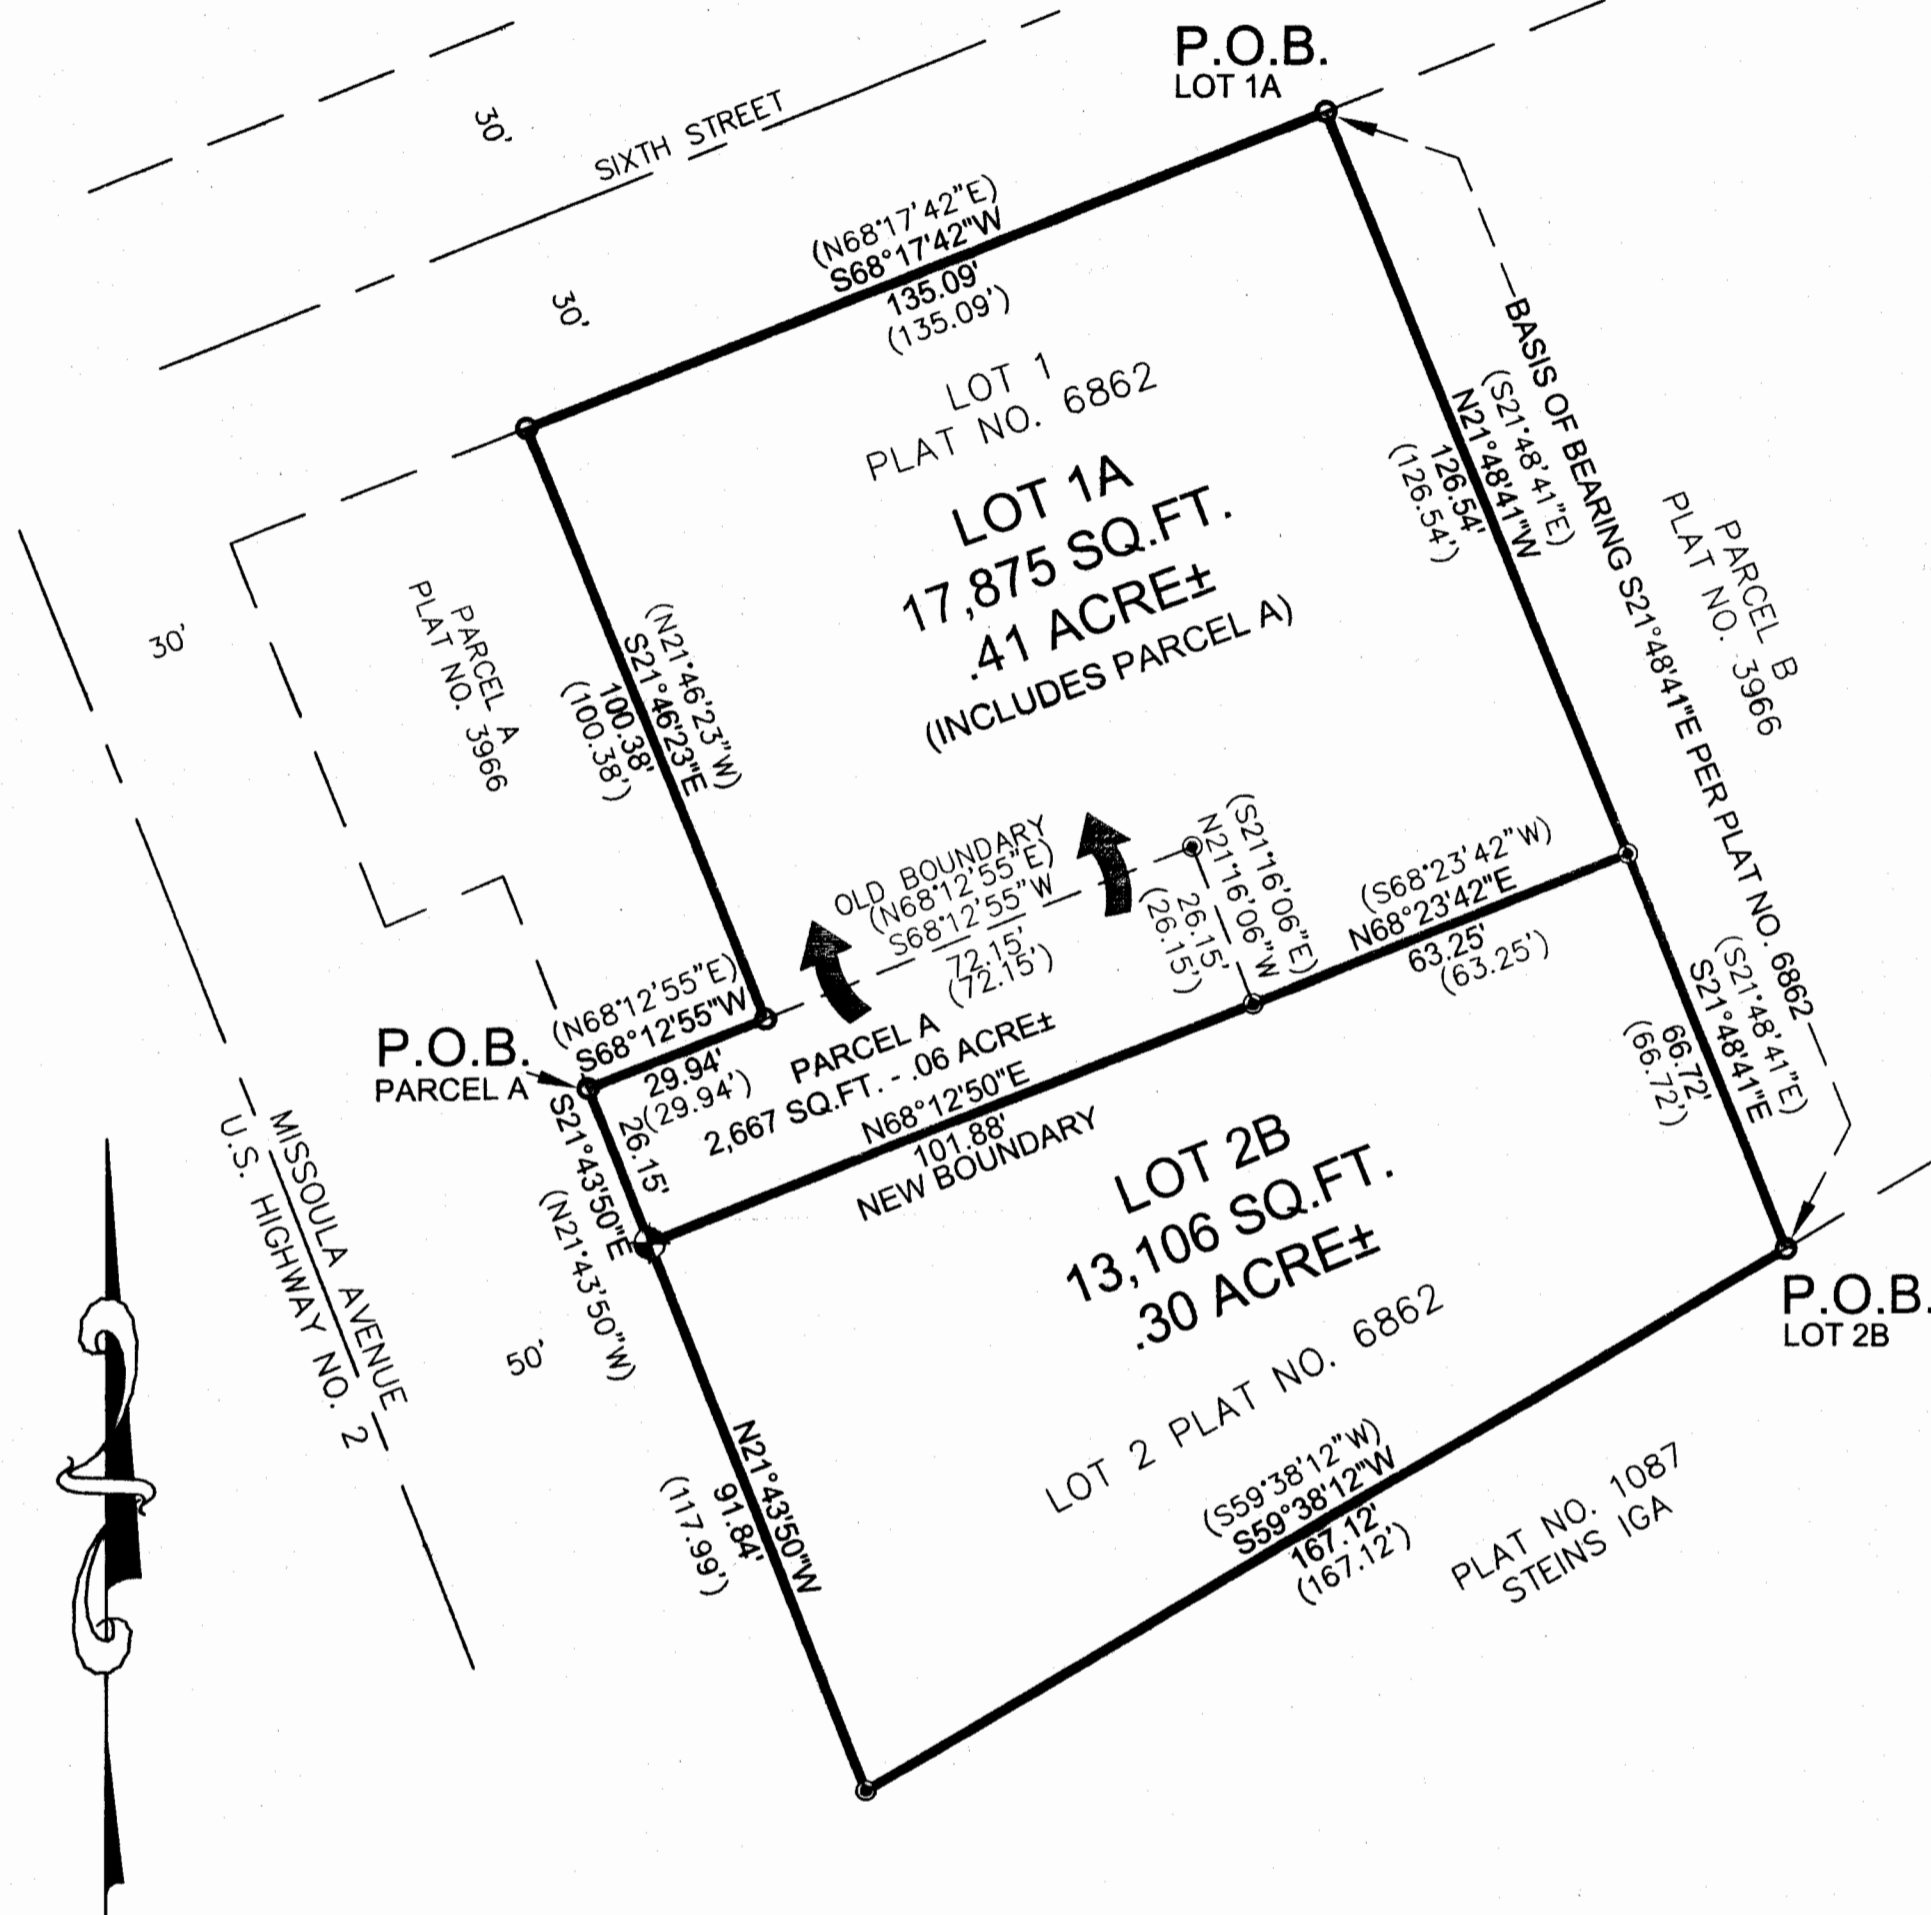 P.O.B.
LOT 1A
30'
SIXTH STREET
30'
(N68°17'42"E)
S68°17'42"W
135.09'
(135.09')
LOT 1
PLAT NO. 6862
LOT 1A
17,875 SQ.FT.
.41 ACRE±
(INCLUDES PARCEL A)
BASIS OF BEARING S21°48'41"E PER PLAT NO. 6862
(S21°48'41"E)
N21°48'41"W
126.54'
(126.54')
PARCEL B
PLAT NO. 3966
30'
PARCEL A
PLAT NO. 3966
(N21°46'23"W)
S21°46'23"E
100.38'
(100.38')
OLD BOUNDARY
(N68°12'55"E)
S68°12'55"W
72.15'
(72.15')
(S21°16'06"E)
N21°16'06"W
26.15'
(26.15')
(S68°23'42"W)
N68°23'42"E
63.25'
(63.25')
(S21°48'41"E)
S21°48'41"E
66.72'
(66.72')
P.O.B.
PARCEL A
(N68°12'55"E)
S68°12'55"W
29.94'
(29.94')
PARCEL A
2,667 SQ.FT. - .06 ACRE±
N68°12'50"E
101.88'
NEW BOUNDARY
26.15'
S21°43'50"E
(N21°43'50"W)
MISSOULA AVENUE
U.S. HIGHWAY NO. 2
50'
LOT 2B
13,106 SQ.FT.
.30 ACRE±
LOT 2 PLAT NO. 6862
P.O.B.
LOT 2B
N21°43'50"W
91.84'
(117.99')
(S59°38'12"W)
S59°38'12"W
167.12'
(167.12')
PLAT NO. 1087
STEINS IGA